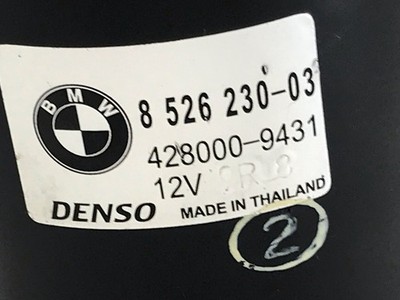 BMW
8 526 230-03
428000-9431
12V
DENSO MADE IN THAILAND
2